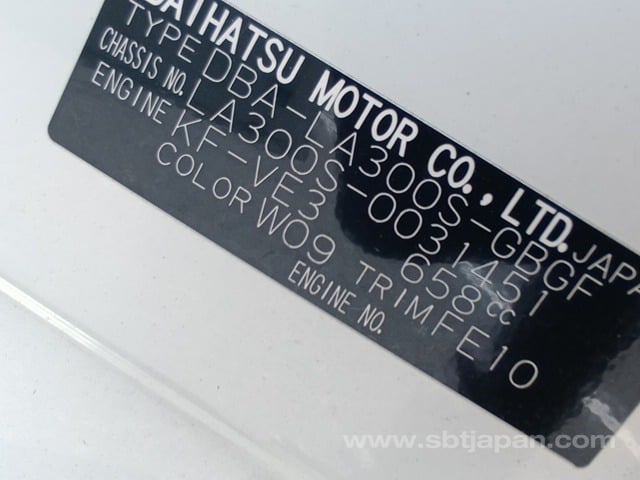 DAIHATSU MOTOR CO., LTD. JAPA
TYPE DBA-LA300S-GBGF
CHASSIS NO. LA300S-0031451
ENGINE KF-VE3 658cc
COLOR W09 TRIM FE10
ENGINE NO.
www.sbtjapan.com